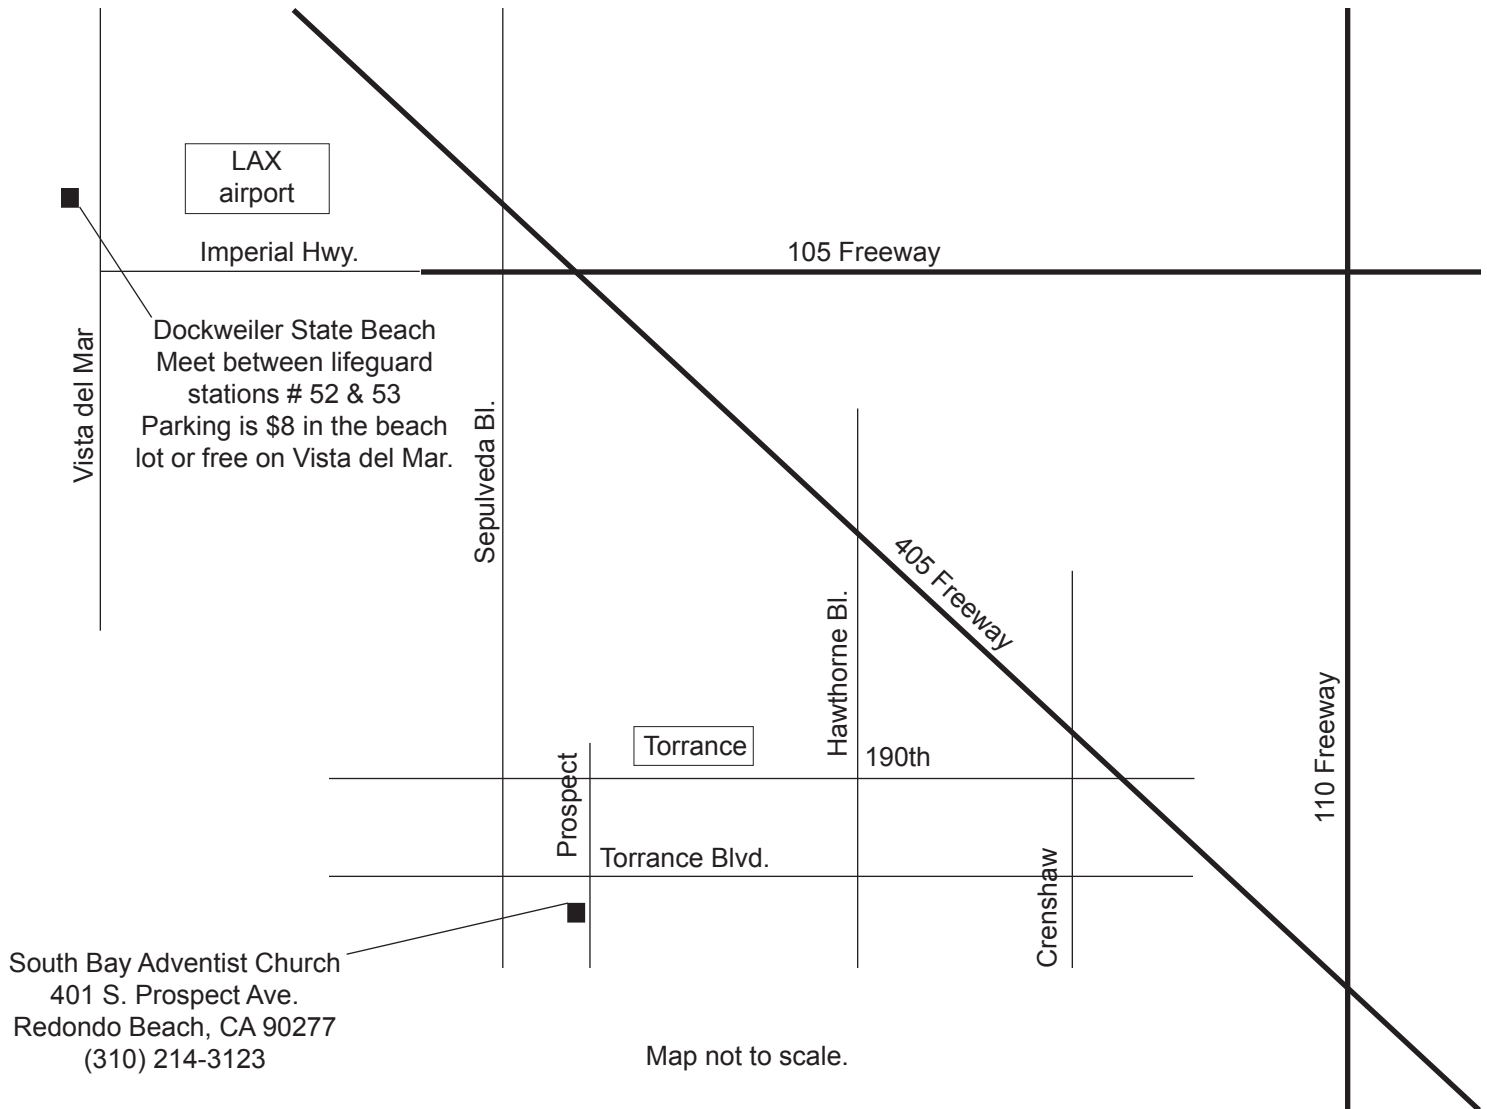 LAX
airport
Imperial Hwy.
105 Freeway
Dockweiler State Beach
Meet between lifeguard
stations # 52 & 53
Parking is $8 in the beach
lot or free on Vista del Mar.
Vista del Mar
Sepulveda Bl.
405 Freeway
Hawthorne Bl.
110 Freeway
Torrance
190th
Prospect
Torrance Blvd.
Crenshaw
South Bay Adventist Church
401 S. Prospect Ave.
Redondo Beach, CA 90277
(310) 214-3123
Map not to scale.